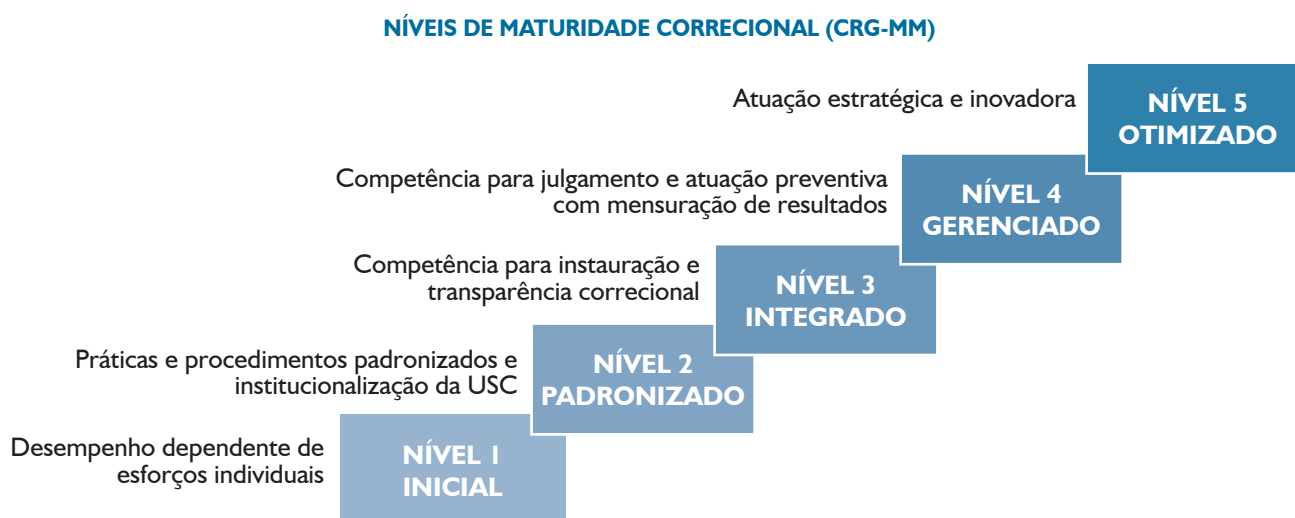 NÍVEIS DE MATURIDADE CORRECIONAL (CRG-MM)
Atuação estratégica e inovadora
NÍVEL 5
OTIMIZADO
Competência para julgamento e atuação preventiva
com mensuração de resultados
NÍVEL 4
GERENCIADO
Competência para instauração e
transparência correcional
NÍVEL 3
INTEGRADO
Práticas e procedimentos padronizados e
institucionalização da USC
NÍVEL 2
PADRONIZADO
Desempenho dependente de
esforços individuais
NÍVEL 1
INICIAL